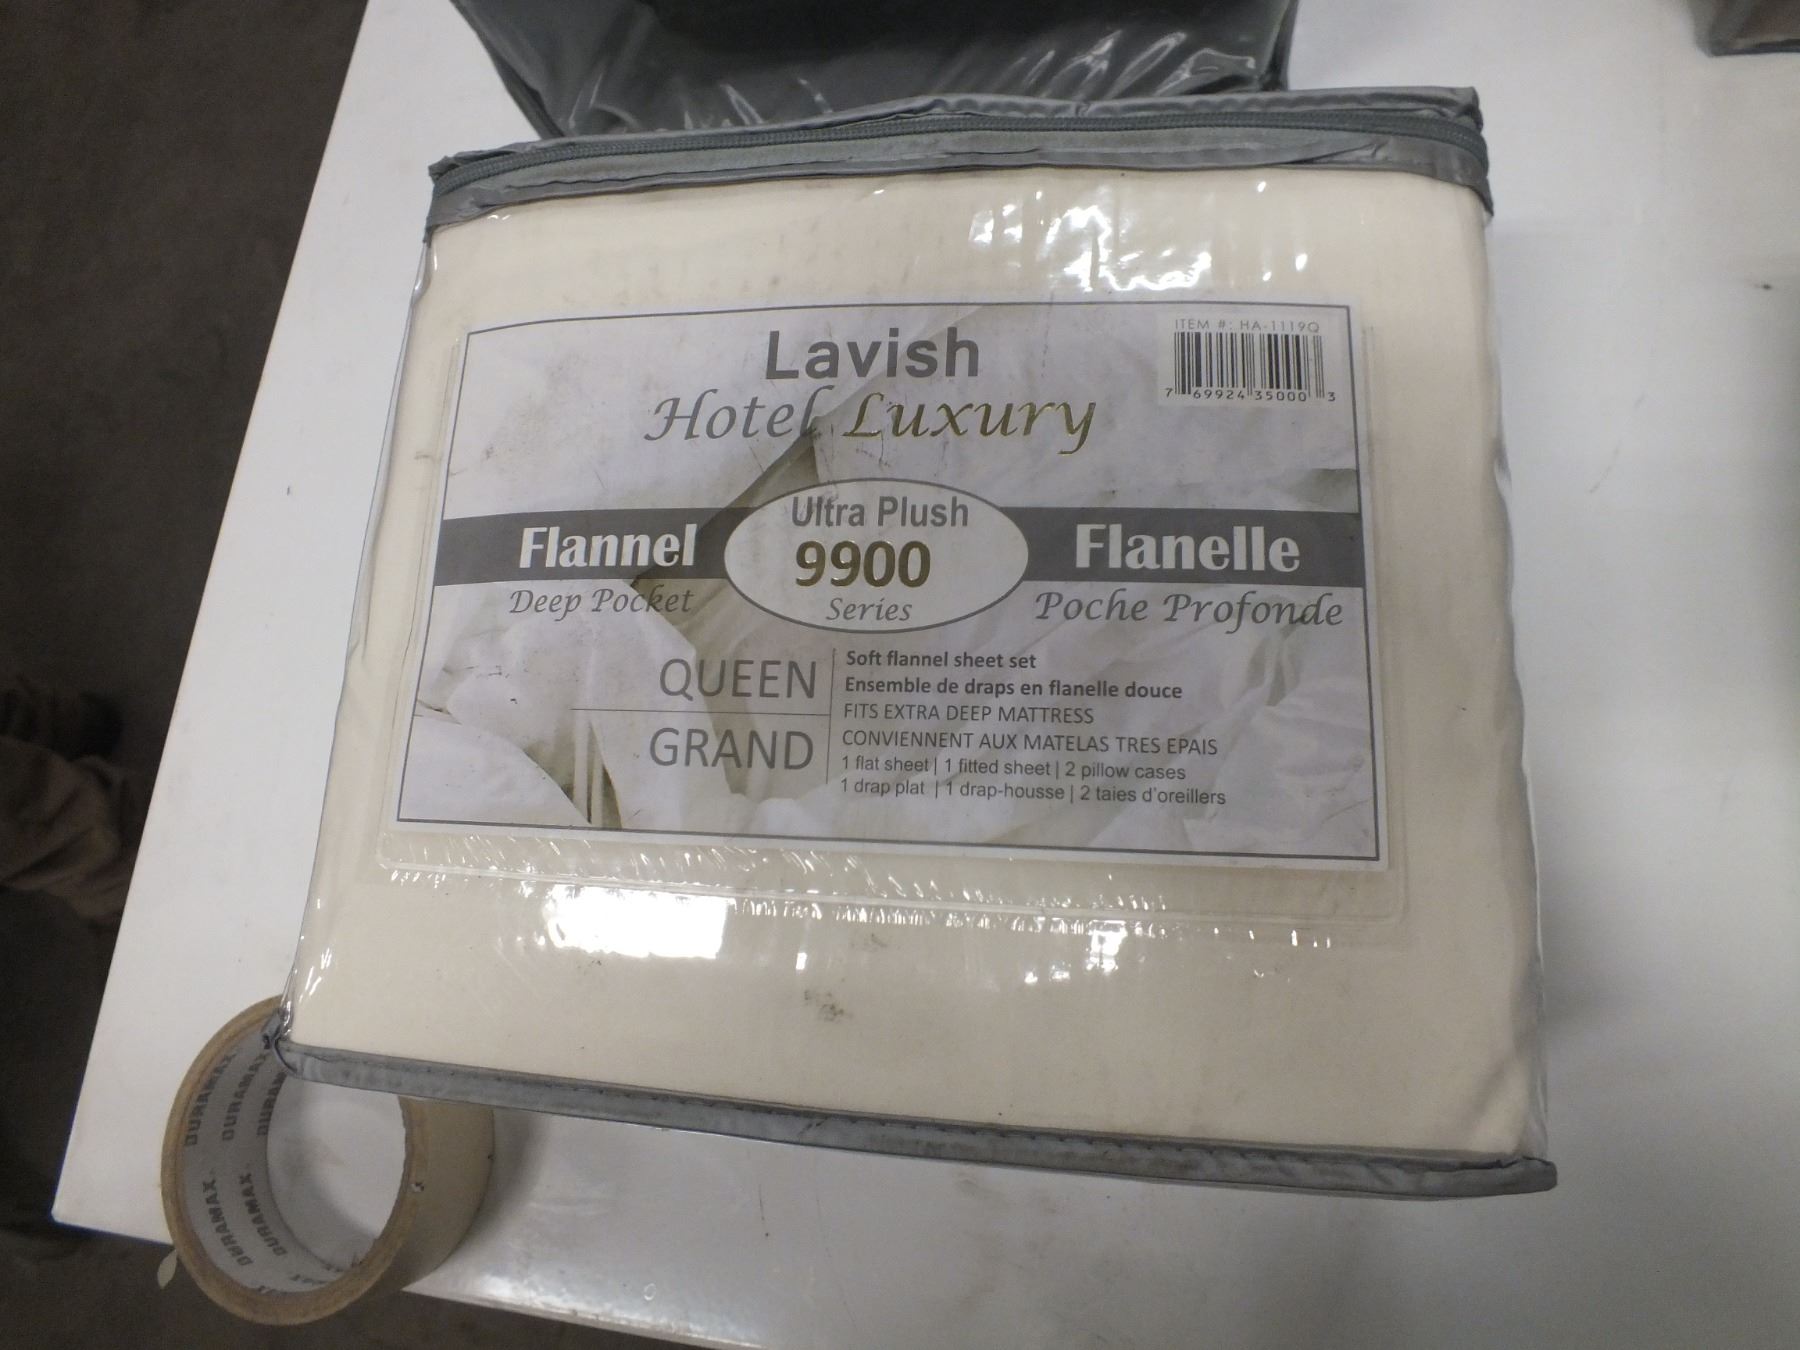 ITEM #: HA-1119Q
7 69924 35000 3
Lavish
Hotel Luxury
Flannel
Deep Pocket
Ultra Plush
9900
Series
Flanelle
Poche Profonde
QUEEN
GRAND
Soft flannel sheet set
Ensemble de draps en flanelle douce
FITS EXTRA DEEP MATTRESS
CONVIENNENT AUX MATELAS TRES EPAIS
1 flat sheet | 1 fitted sheet | 2 pillow cases
1 drap plat | 1 drap-housse | 2 taies d'oreillers
DURAMAX.
DURAMAX
DURAM
DURAMAX.
DURAMAX.